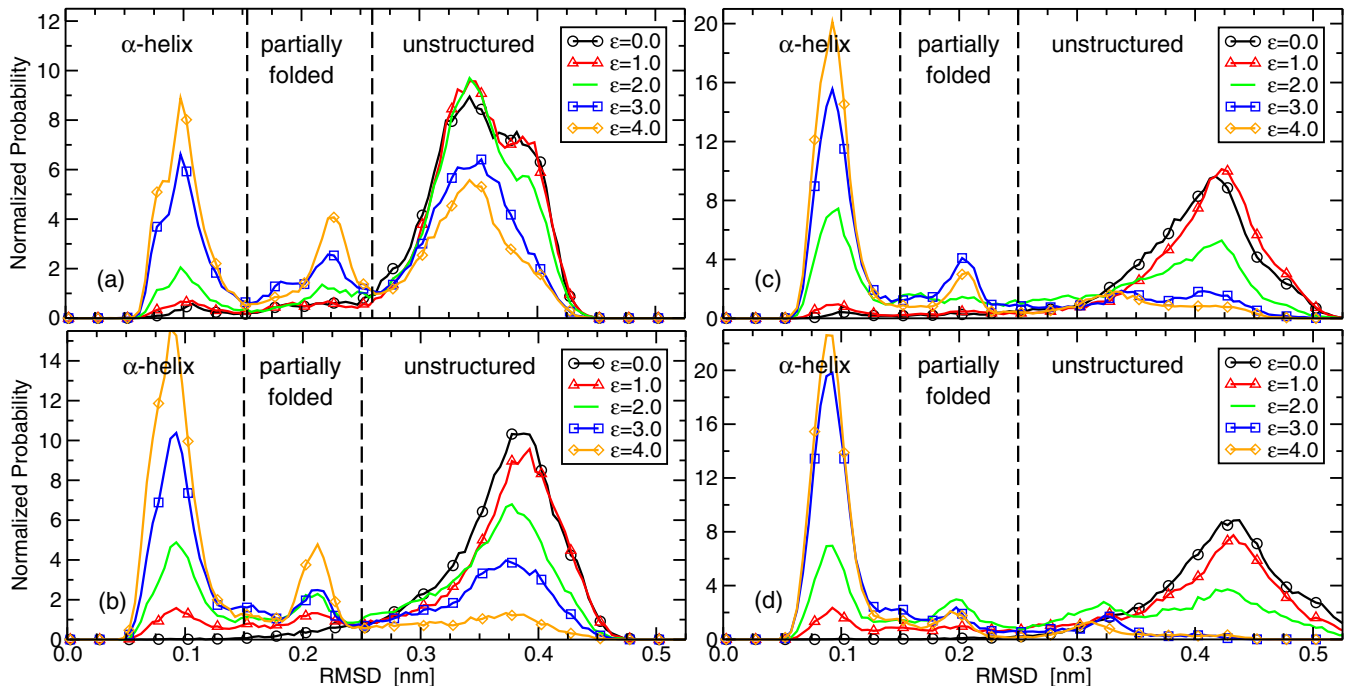 12
10
8
6
4
2
0
Normalized Probability
α-helix
partially
folded
unstructured
(a)
ε=0.0
ε=1.0
ε=2.0
ε=3.0
ε=4.0
20
16
12
8
4
0
α-helix
partially
folded
unstructured
(c)
ε=0.0
ε=1.0
ε=2.0
ε=3.0
ε=4.0
14
12
10
8
6
4
2
0
Normalized Probability
α-helix
partially
folded
unstructured
(b)
ε=0.0
ε=1.0
ε=2.0
ε=3.0
ε=4.0
0.0 0.1 0.2 0.3 0.4 0.5
RMSD [nm]
20
16
12
8
4
0
α-helix
partially
folded
unstructured
(d)
ε=0.0
ε=1.0
ε=2.0
ε=3.0
ε=4.0
0.0 0.1 0.2 0.3 0.4 0.5
RMSD [nm]